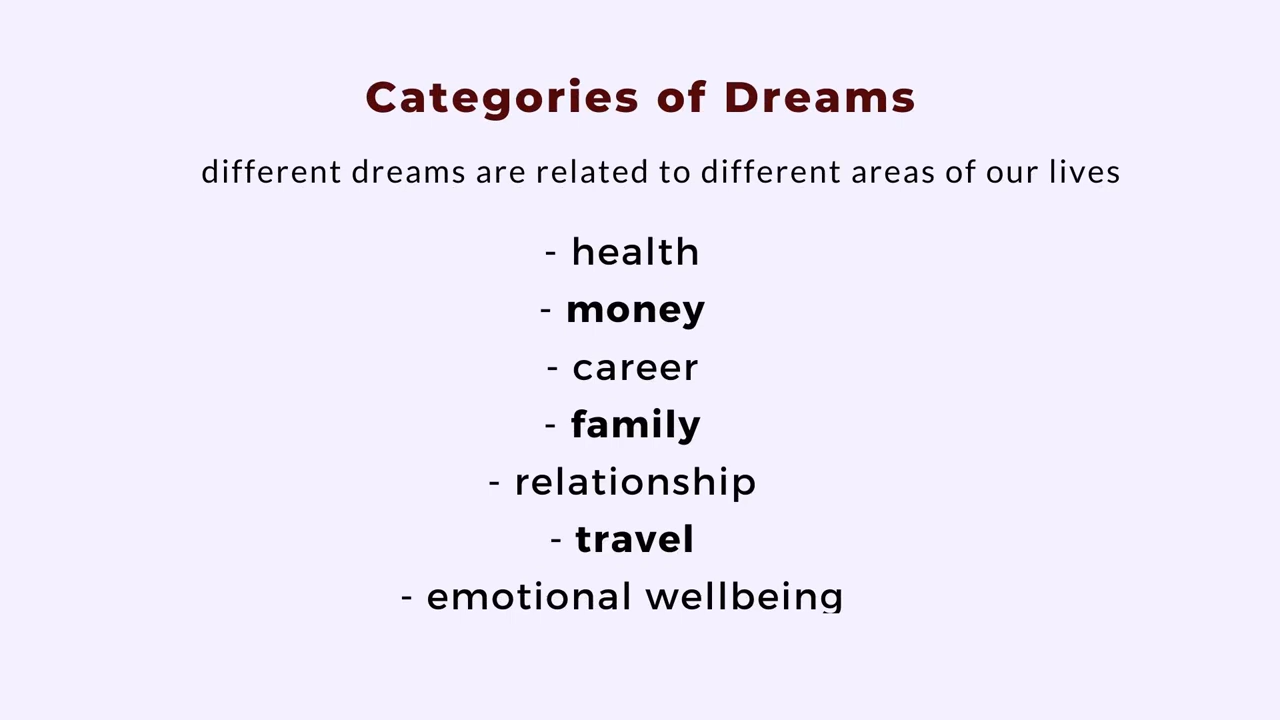 Categories of Dreams
different dreams are related to different areas of our lives
- health
- money
- career
- family
- relationship
- travel
- emotional wellbeing